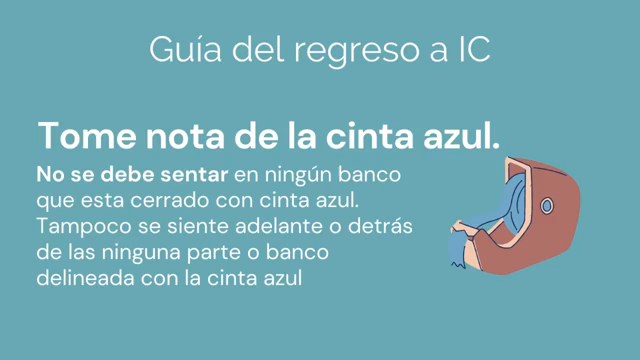 Guía del regreso a IC
Tome nota de la cinta azul.
No se debe sentar en ningún banco
que esta cerrado con cinta azul.
Tampoco se siente adelante o detrás
de las ninguna parte o banco
delineada con la cinta azul